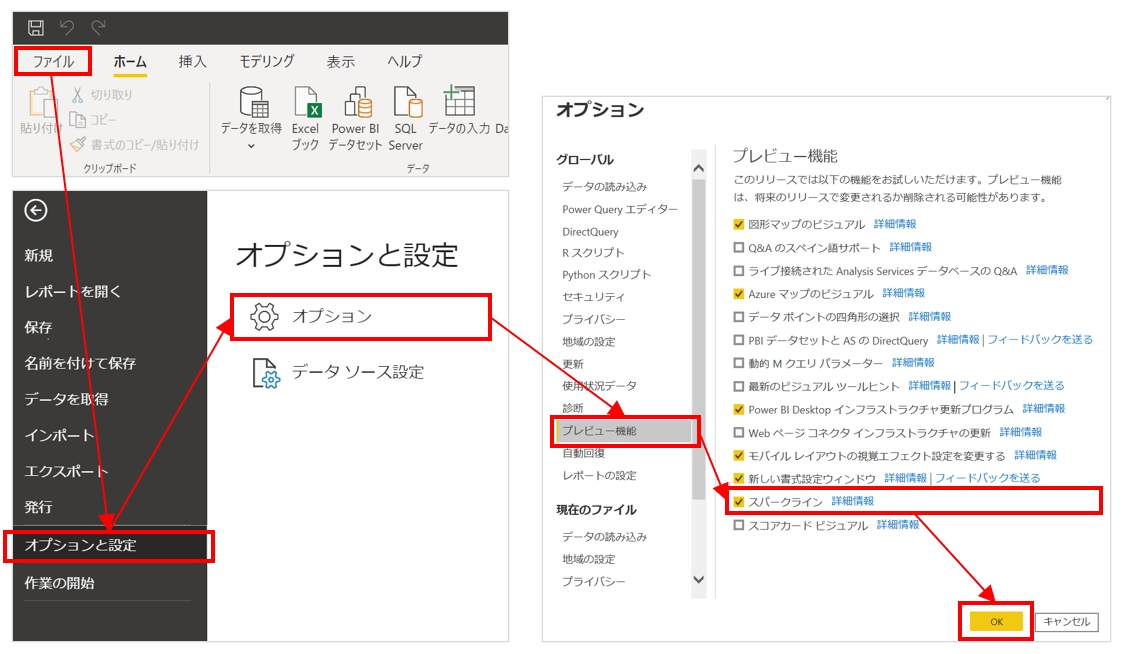 ファイル ホーム 挿入 モデリング 表示 ヘルプ
切り取り
コピー
書式のコピー/貼り付け
貼り付け
クリップボード
データを取得
Excel
ブック
Power BI
データセット
SQL
Server
データの入力
Da
データ
新規
レポートを開く
保存
名前を付けて保存
データを取得
インポート
エクスポート
発行
オプションと設定
作業の開始
オプションと設定
オプション
データ ソース設定
オプション
グローバル
データの読み込み
Power Query エディター
DirectQuery
R スクリプト
Python スクリプト
セキュリティ
プライバシー
地域の設定
更新
使用状況データ
診断
プレビュー機能
自動回復
レポートの設定
現在のファイル
データの読み込み
地域の設定
プライバシー
プレビュー機能
このリリースでは以下の機能をお試しいただけます。プレビュー機能
は、将来のリリースで変更されるか削除される可能性があります。
図形マップのビジュアル 詳細情報
Q&A のスペイン語サポート 詳細情報
ライブ接続された Analysis Services データベースの Q&A 詳細情報
Azure マップのビジュアル 詳細情報
データ ポイントの四角形の選択 詳細情報
PBI データセットと AS の DirectQuery 詳細情報 | フィードバックを送る
動的 M クエリ パラメーター 詳細情報
最新のビジュアル ツールヒント 詳細情報 | フィードバックを送る
Power BI Desktop インフラストラクチャ更新プログラム 詳細情報
Web ページ コネクタ インフラストラクチャの更新 詳細情報
モバイル レイアウトの視覚エフェクト設定を変更する 詳細情報
新しい書式設定ウィンドウ 詳細情報 | フィードバックを送る
スパークライン 詳細情報
スコアカード ビジュアル 詳細情報
OK キャンセル